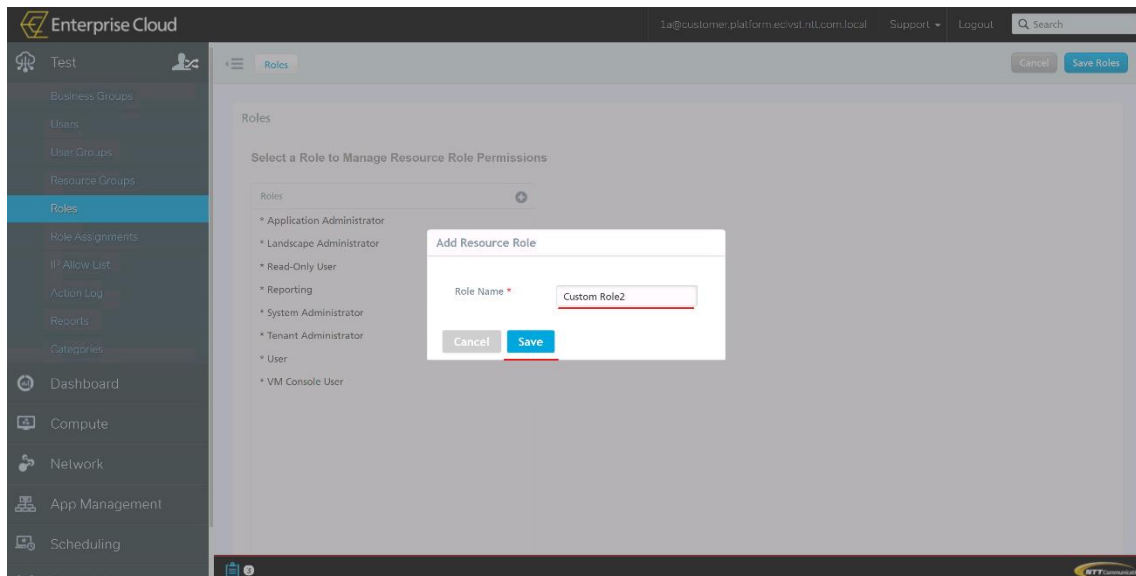 Enterprise Cloud
1a@customer.platform.ecivst.ntt.com.local
Support
Logout
Search
Test
Roles
Cancel
Save Roles
Business Groups
Users
User Groups
Resource Groups
Roles
Role Assignments
IP Allow List
Action Log
Reports
Categories
Dashboard
Compute
Network
App Management
Scheduling
Roles
Select a Role to Manage Resource Role Permissions
Roles
* Application Administrator
* Landscape Administrator
* Read-Only User
* Reporting
* System Administrator
* Tenant Administrator
* User
* VM Console User
Add Resource Role
Role Name *
Custom Role2
Cancel
Save